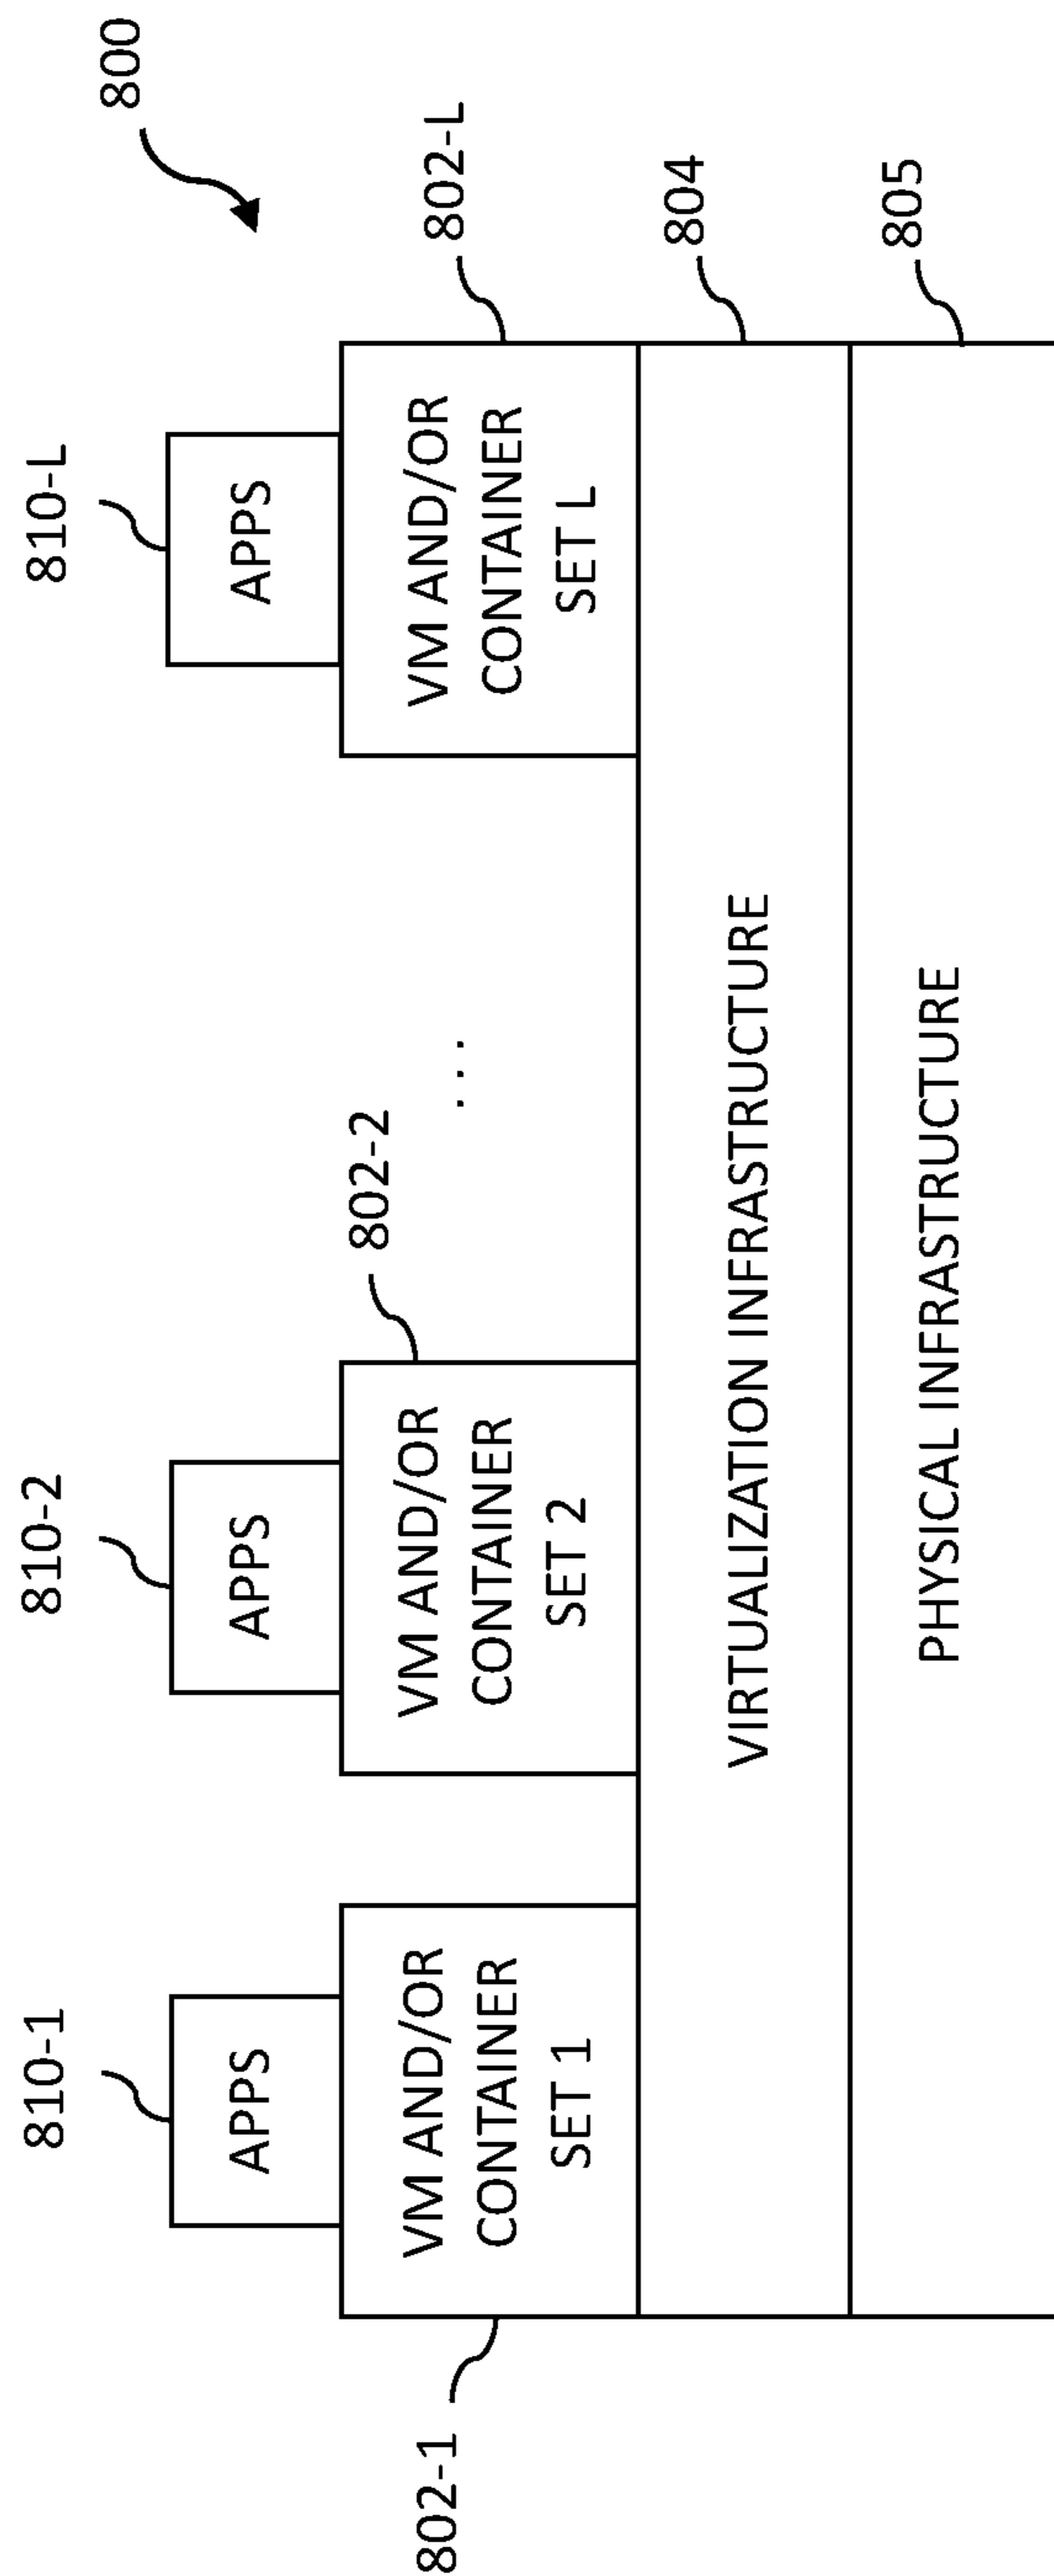 800
810-1
810-2
810-L
APPS
APPS
APPS
802-1
VM AND/OR
CONTAINER
SET 1
VM AND/OR
CONTAINER
SET 2
802-2
. . .
VM AND/OR
CONTAINER
SET L
802-L
VIRTUALIZATION INFRASTRUCTURE
804
PHYSICAL INFRASTRUCTURE
805